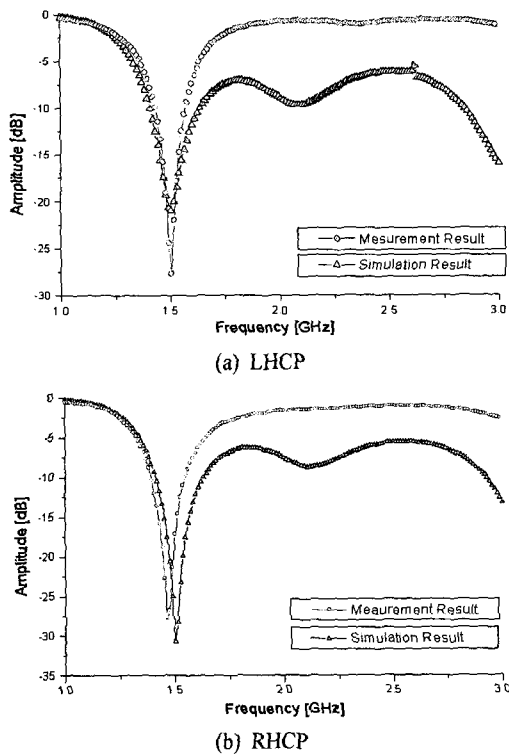 0
-5
-10
-15
-20
-25
-30
Amplitude [dB]
Mesurement Result
Simulation Result
1.0 1.5 2.0 2.5 3.0
Frequency [GHz]
(a) LHCP
0
-5
-10
-15
-20
-25
-30
-35
Amplitude [dB]
Meaurement Result
Simulation Result
1.0 1.5 2.0 2.5 3.0
Frequency [GHz]
(b) RHCP